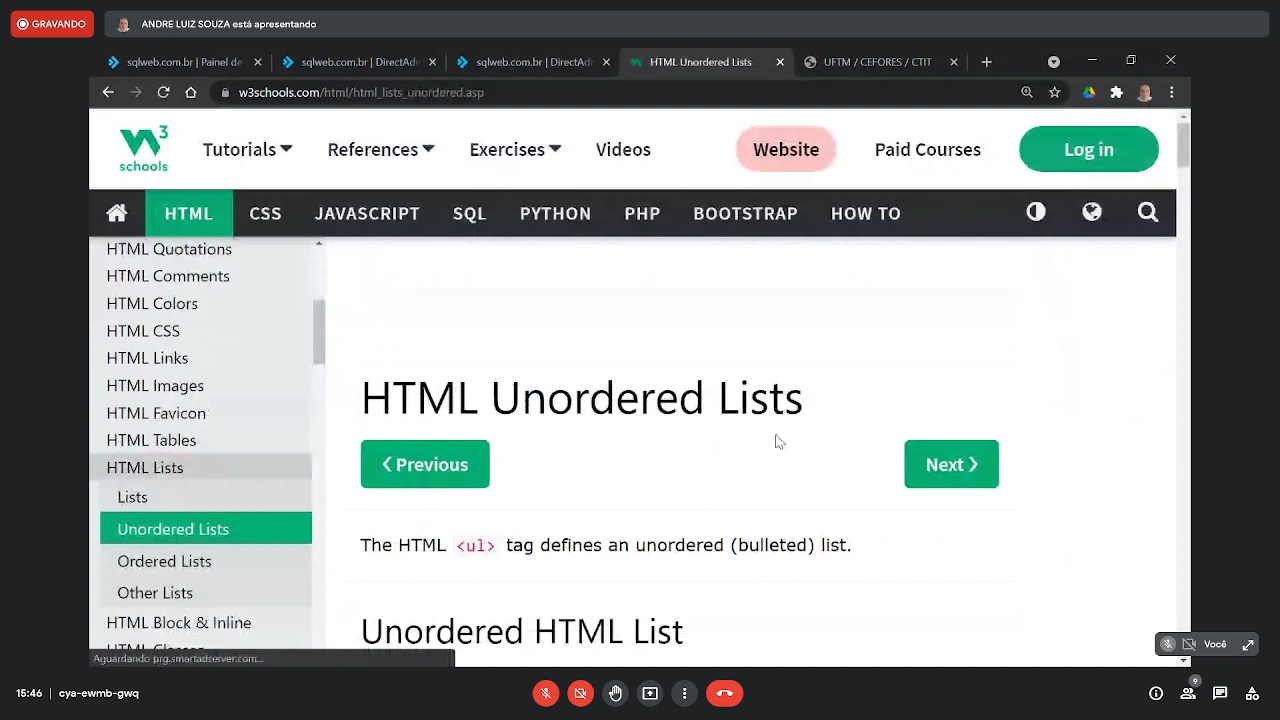 GRAVANDO
ANDRE LUIZ SOUZA está apresentando
sqlweb.com.br | Painel de
sqlweb.com.br | DirectAdr
sqlweb.com.br | DirectAdr
HTML Unordered Lists
UFTM / CEFORES / CTIT
w3schools.com/html/html_lists_unordered.asp
W3
schools
Tutorials
References
Exercises
Videos
Website
Paid Courses
Log in
HTML
CSS
JAVASCRIPT
SQL
PYTHON
PHP
BOOTSTRAP
HOW TO
HTML Quotations
HTML Comments
HTML Colors
HTML CSS
HTML Links
HTML Images
HTML Favicon
HTML Tables
HTML Lists
Lists
Unordered Lists
Ordered Lists
Other Lists
HTML Block & Inline
HTML Classes
HTML Unordered Lists
❮ Previous
Next ❯
The HTML <ul> tag defines an unordered (bulleted) list.
Unordered HTML List
Aguardando prg.smartadserver.com...
Você
15:46
cya-ewmb-gwq
9